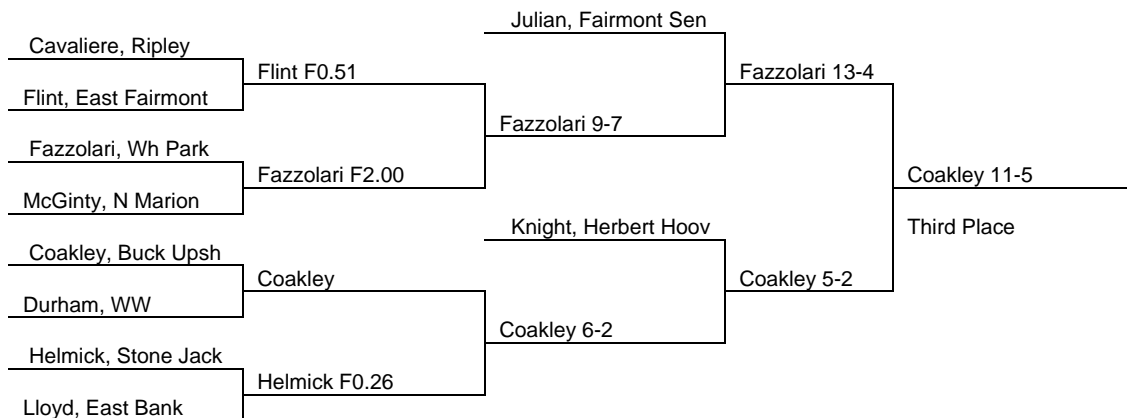 Julian, Fairmont Sen
Cavaliere, Ripley
Flint F0.51
Fazzolari 13-4
Flint, East Fairmont
Fazzolari 9-7
Fazzolari, Wh Park
Fazzolari F2.00
Coakley 11-5
McGinty, N Marion
Knight, Herbert Hoov
Third Place
Coakley, Buck Upsh
Coakley
Coakley 5-2
Durham, WW
Coakley 6-2
Helmick, Stone Jack
Helmick F0.26
Lloyd, East Bank